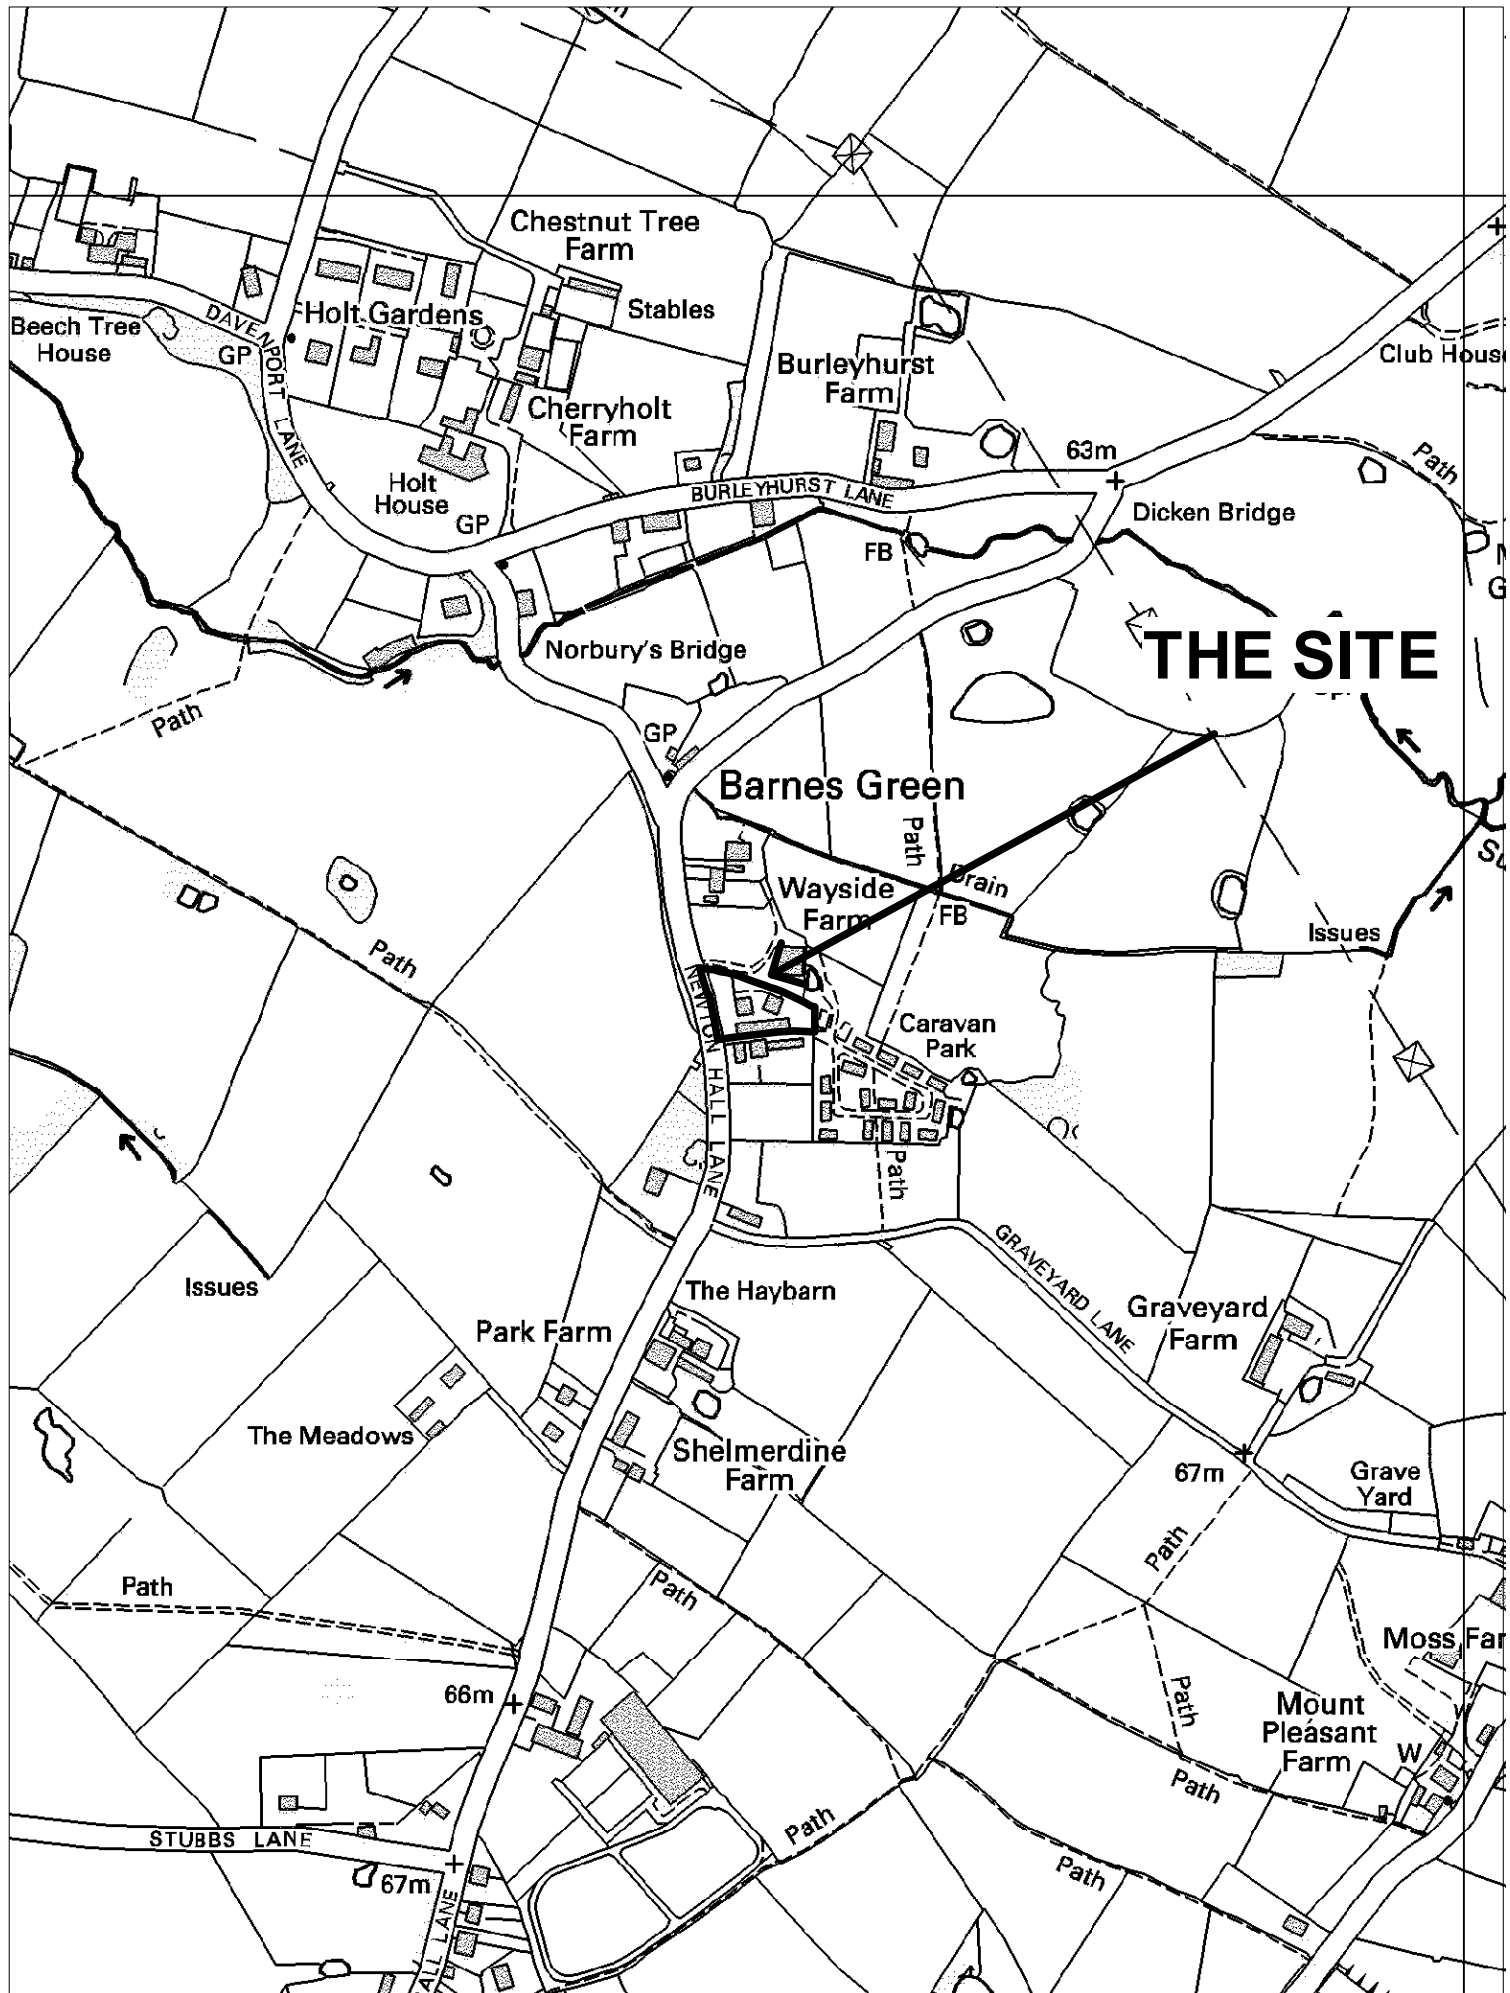 Chestnut Tree
Farm
Stables
Holt Gardens
DAVENPORT
LANE
Beech Tree
House
GP
Club House
Burleyhurst
Farm
Cherryholt
Farm
Holt
House
GP
63m
Path
BURLEYHURST LANE
Dicken Bridge
FB
THE SITE
Norbury's Bridge
Path
GP
Barnes Green
Path
Drain
Wayside
Farm
FB
Issues
Path
NEWTON HALL LANE
Caravan
Park
Path
GRAVEYARD LANE
Issues
The Haybarn
Graveyard
Farm
Park Farm
The Meadows
Shelmerdine
Farm
67m
Grave
Yard
Path
Path
Path
Moss Far
Path
66m
Mount
Pleasant
Farm
W
Path
STUBBS LANE
Path
Path
67m
ALL LANE